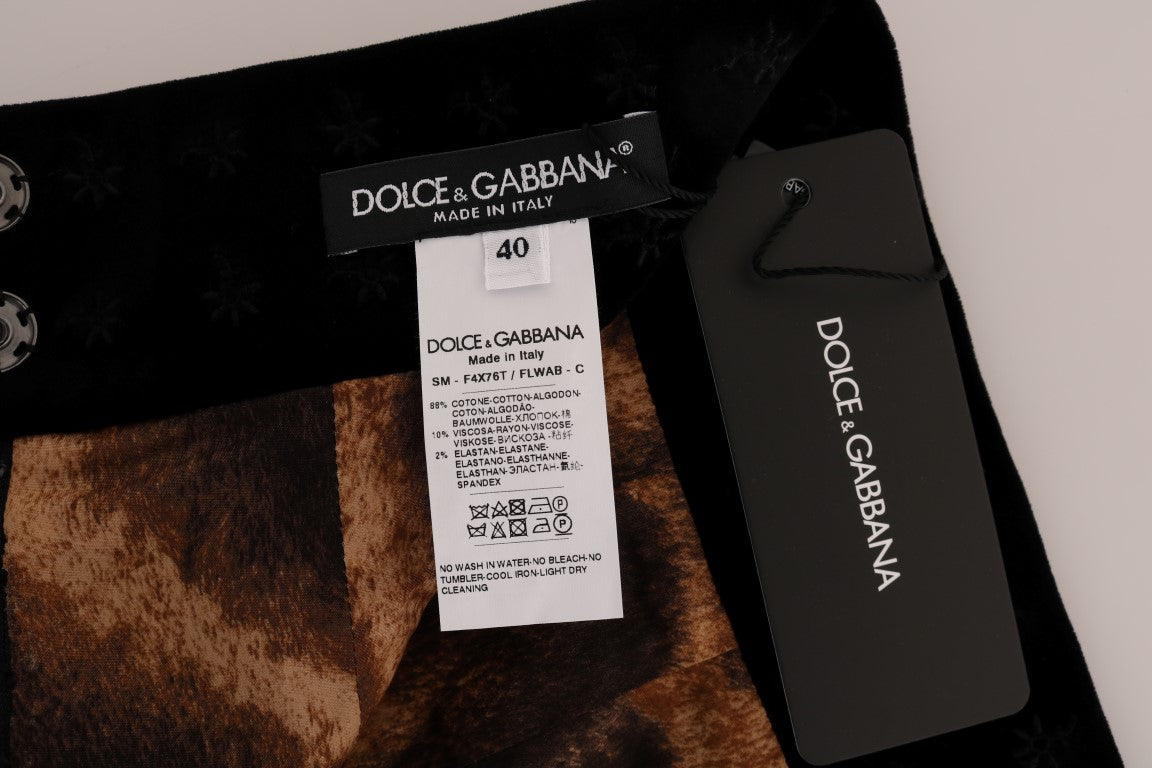 DOLCE & GABBANA®
MADE IN ITALY
40
DOLCE & GABBANA
Made in Italy
SM - F4X76T / FLWAB - C
88% COTONE-COTTON-ALGODON-
COTON-ALGODÃO-
BAUMWOLLE-ХЛОПОК-棉
10% VISCOSA-RAYON-VISCOSE-
VISKOSE-ВИСКОЗА-粘纤
2% ELASTAN-ELASTANE-
ELASTANO-ELASTHANNE-
ELASTHAN-ЭЛАСТАН-氨纶-
SPANDEX
P
P
NO WASH IN WATER-NO BLEACH-NO
TUMBLER-COOL IRON-LIGHT DRY
CLEANING
DOLCE & GABBANA